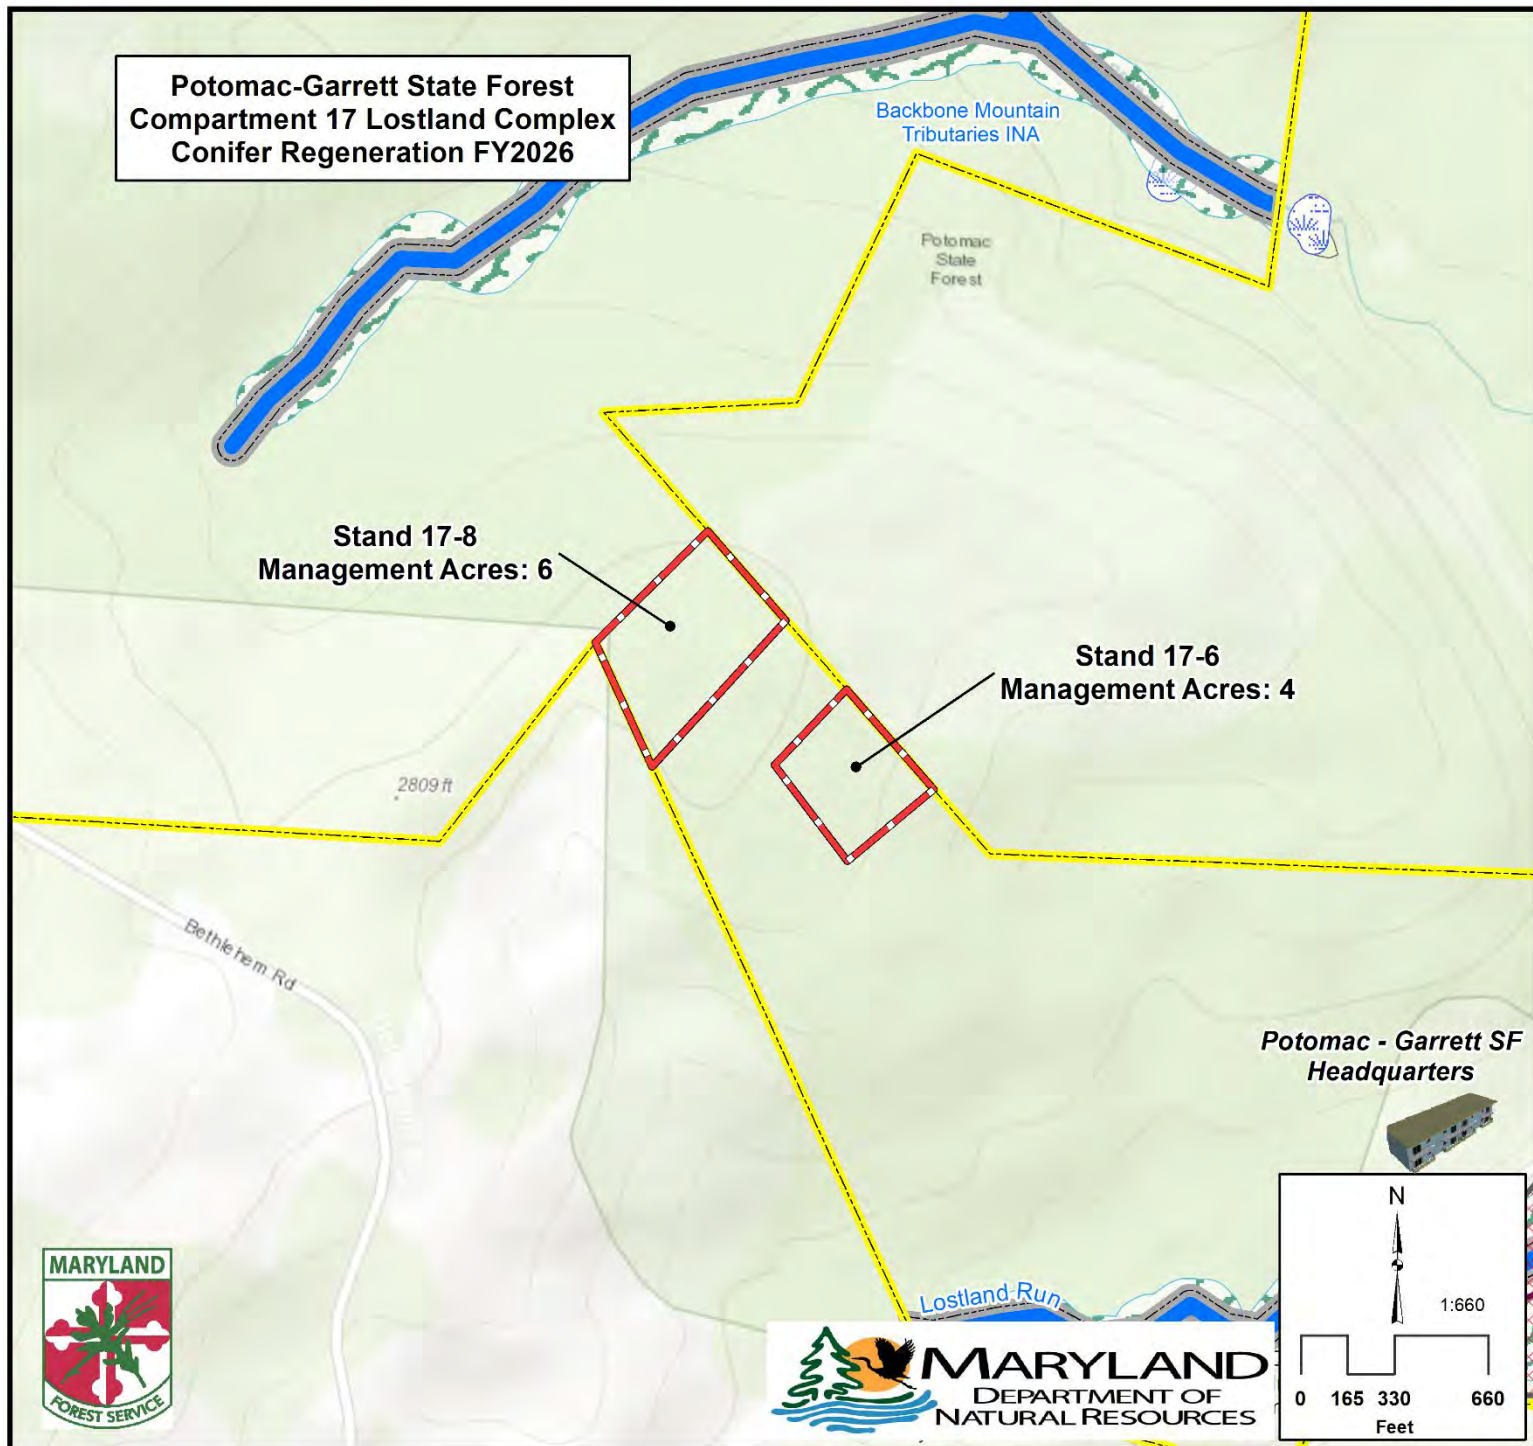 Potomac-Garrett State Forest
Compartment 17 Lostland Complex
Conifer Regeneration FY2026
Backbone Mountain
Tributaries INA
Potomac
State
Forest
Stand 17-8
Management Acres: 6
Stand 17-6
Management Acres: 4
2809 ft
Bethlehem Rd
Potomac - Garrett SF
Headquarters
N
1:660
0 165 330 660
Feet
Lostland Run
MARYLAND
FOREST SERVICE
MARYLAND
DEPARTMENT OF
NATURAL RESOURCES